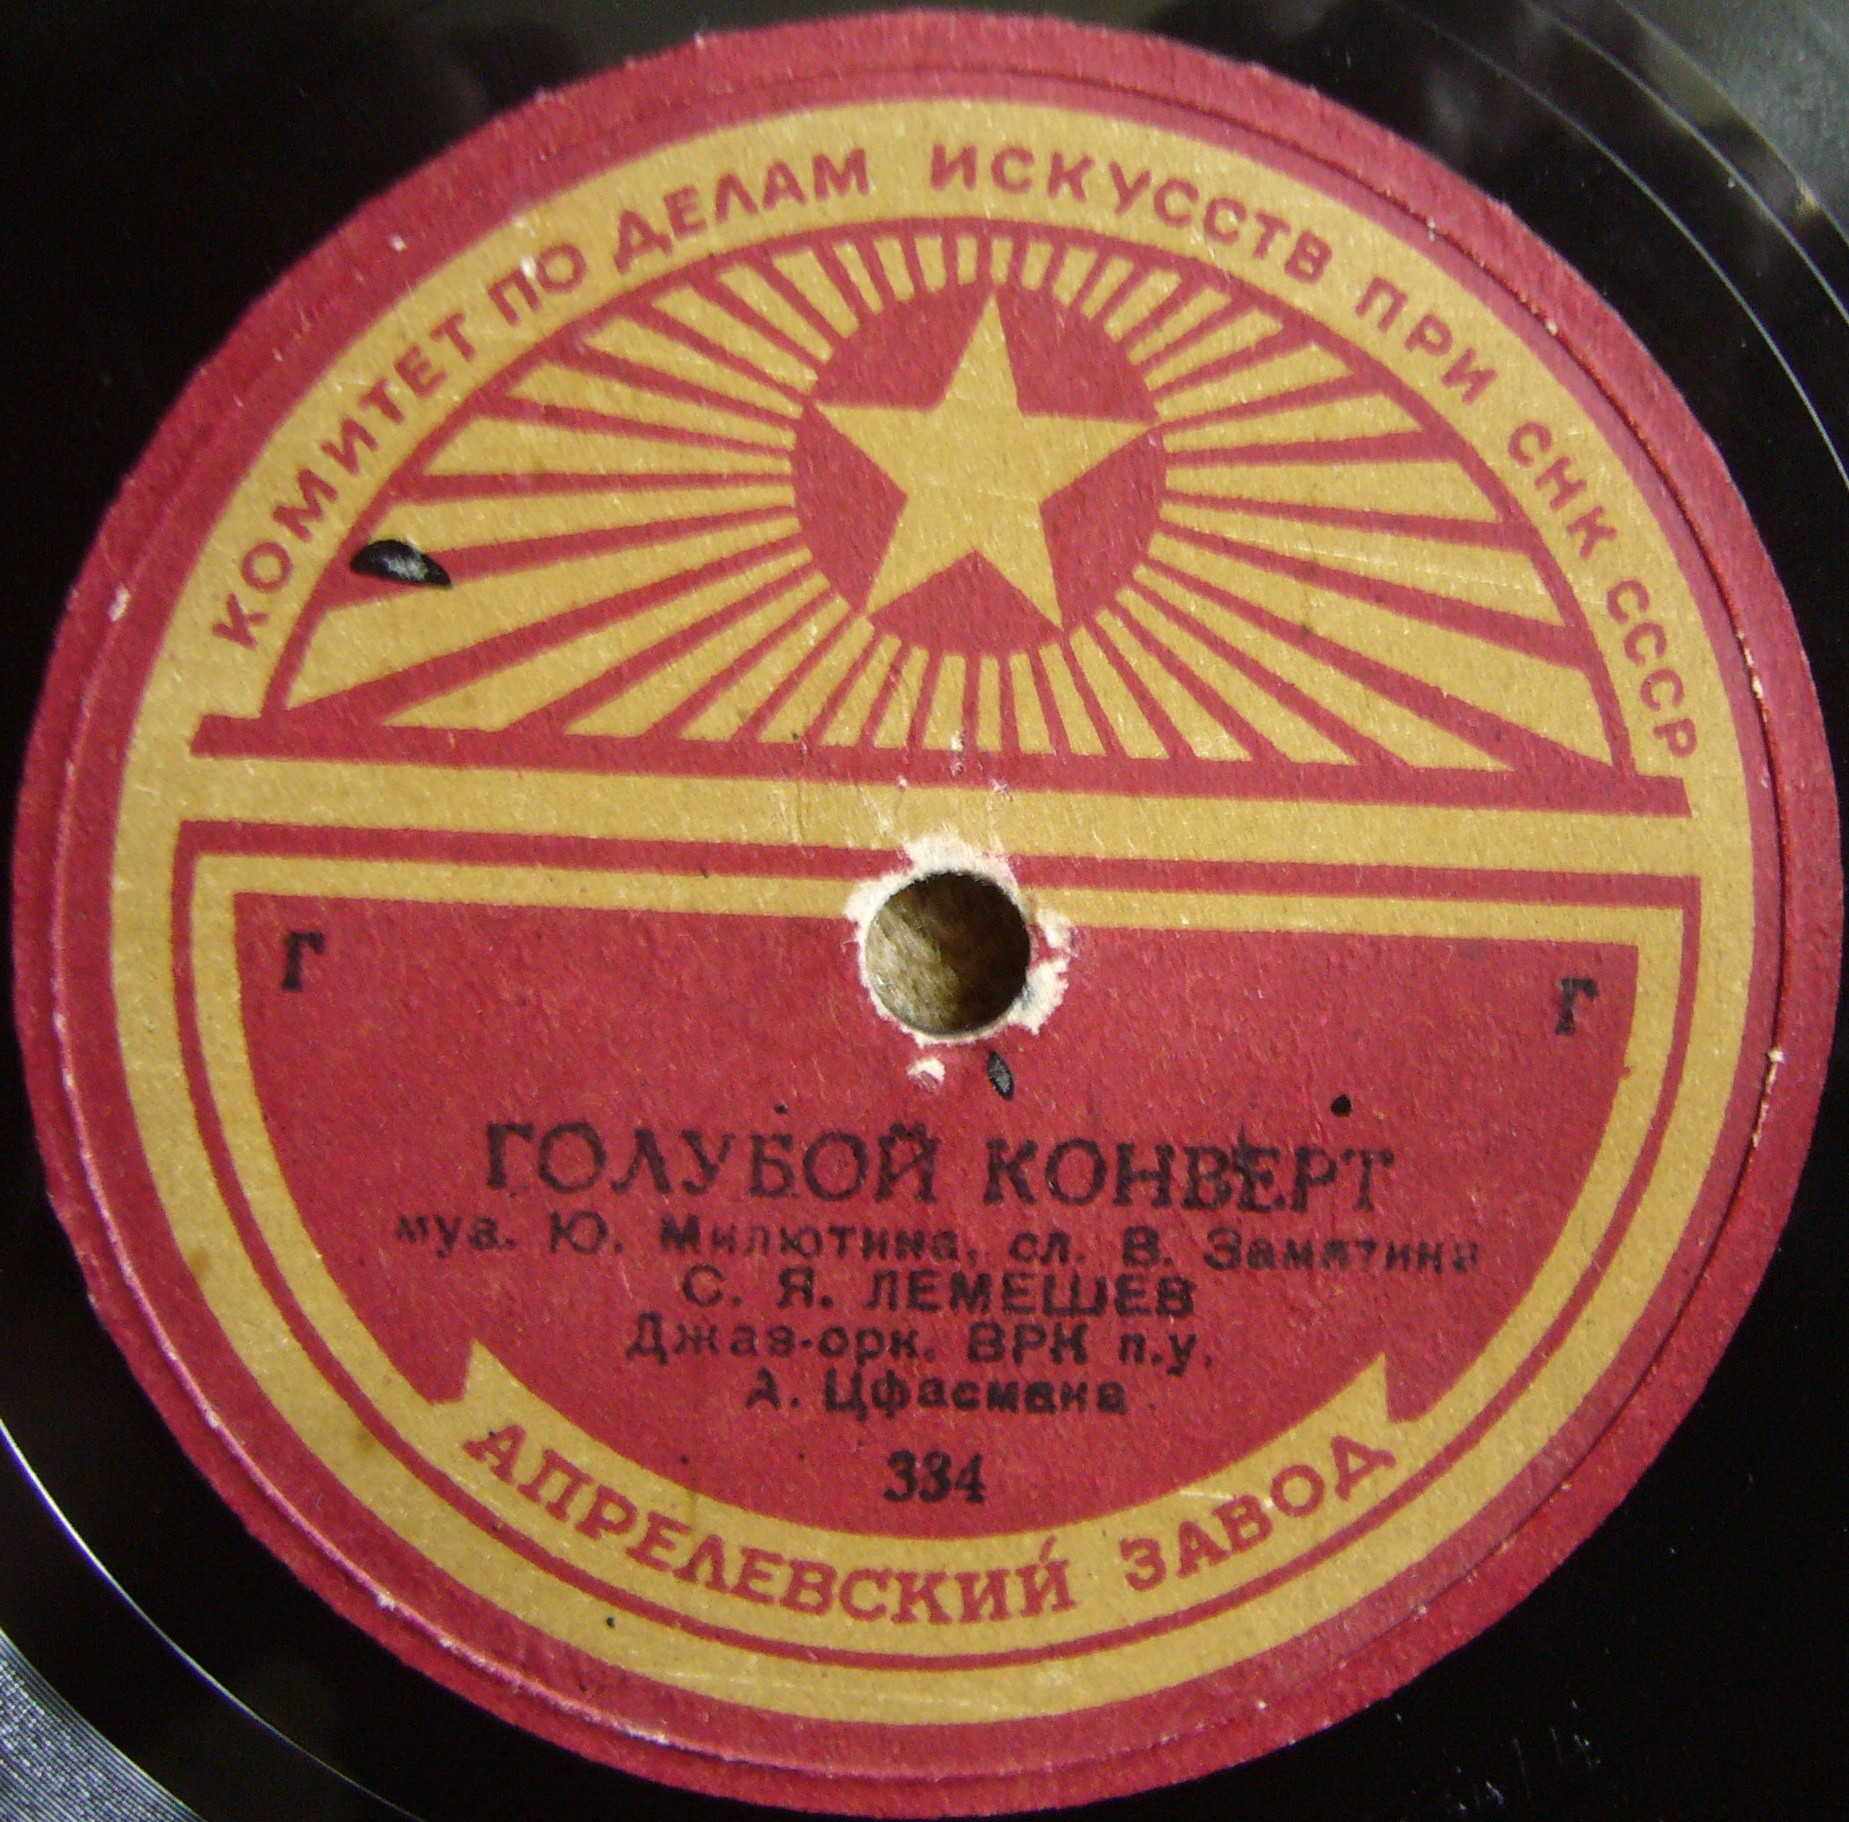 КОМИТЕТ ПО ДЕЛАМ ИСКУССТВ ПРИ СНК СССР
Г Г
ГОЛУБОЙ КОНВЕРТ
муз. Ю. Милютина, сл. В. Замятина
С. Я. ЛЕМЕШЕВ
Джаз-орк. ВРК п.у.
А. Цфасмана
334
АПРЕЛЕВСКИЙ ЗАВОД